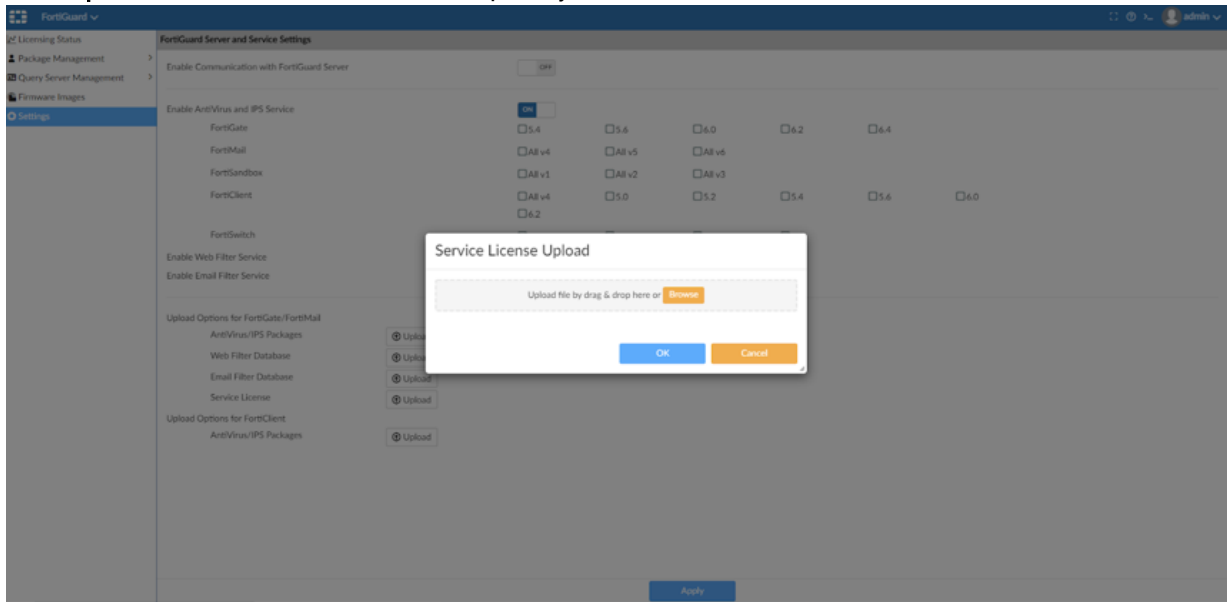 FortiGuard
admin
Licensing Status
Package Management
Query Server Management
Firmware Images
Settings
FortiGuard Server and Service Settings
Enable Communication with FortiGuard Server OFF
Enable AntiVirus and IPS Service ON
FortiGate 5.4 5.6 6.0 6.2 6.4
FortiMail All v4 All v5 All v6
FortiSandbox All v1 All v2 All v3
FortiClient All v4 5.0 5.2 5.4 5.6 6.0
6.2
FortiSwitch
Enable Web Filter Service
Enable Email Filter Service
Service License Upload
Upload file by drag & drop here or Browse
OK Cancel
Upload Options for FortiGate/FortiMail
AntiVirus/IPS Packages
Web Filter Database
Email Filter Database Upload
Service License Upload
Upload Options for FortiClient
AntiVirus/IPS Packages Upload
Apply